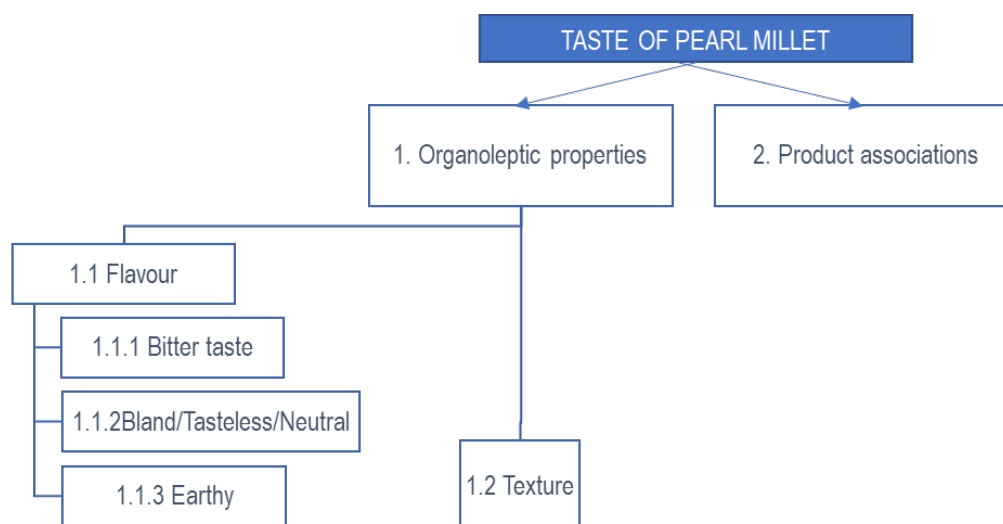 TASTE OF PEARL MILLET
1. Organoleptic properties
2. Product associations
1.1 Flavour
1.1.1 Bitter taste
1.1.2Bland/Tasteless/Neutral
1.1.3 Earthy
1.2 Texture